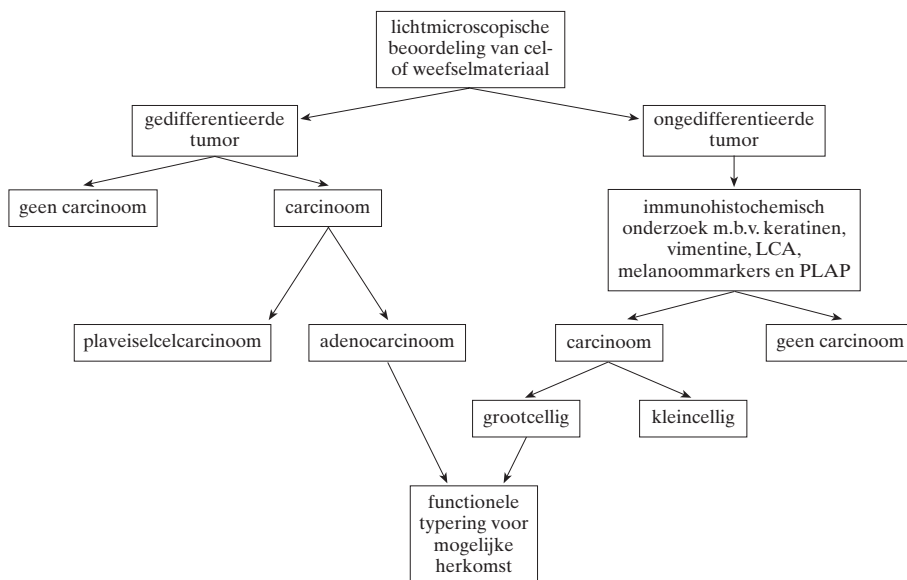 lichtmicroscopische
beoordeling van cel-
of weefselmateriaal
gedifferentieerde
tumor
ongedifferentieerde
tumor
geen carcinoom
carcinoom
immunohistochemisch
onderzoek m.b.v. keratinen,
vimentine, LCA,
melanoommarkers en PLAP
plaveiselcelcarcinoom
adenocarcinoom
carcinoom
geen carcinoom
grootcellig
kleincellig
functionele
typering voor
mogelijke
herkomst